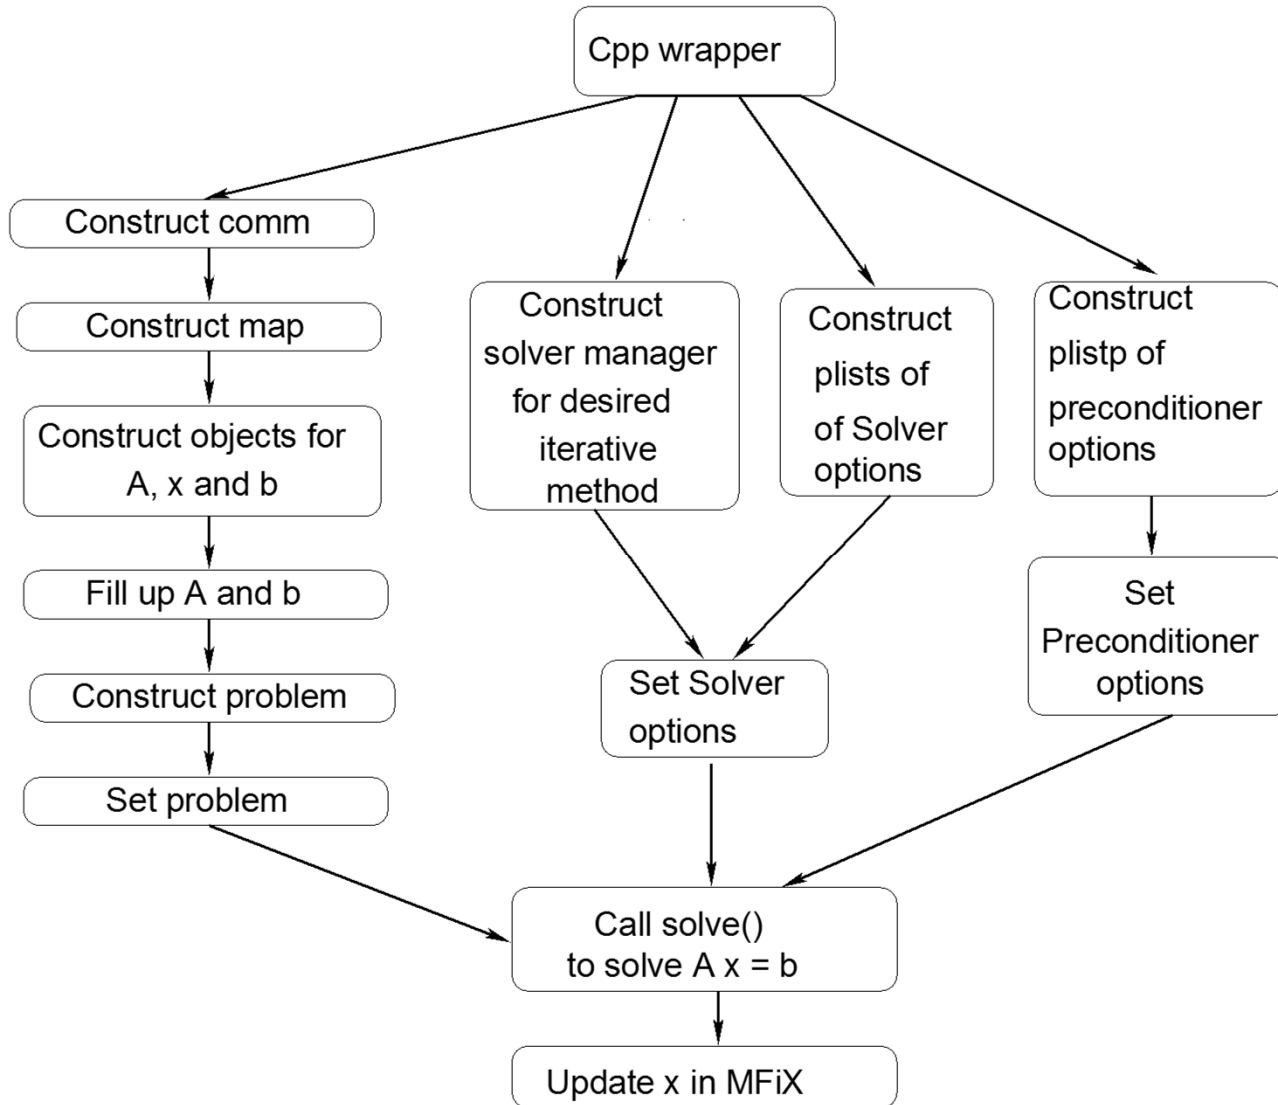 Cpp wrapper
Construct comm
Construct map
Construct objects for
A, x and b
Fill up A and b
Construct problem
Set problem
Construct
solver manager
for desired
iterative
method
Construct
plists of
of Solver
options
Set Solver
options
Construct
plistp of
preconditioner
options
Set
Preconditioner
options
Call solve()
to solve A x = b
Update x in MFiX